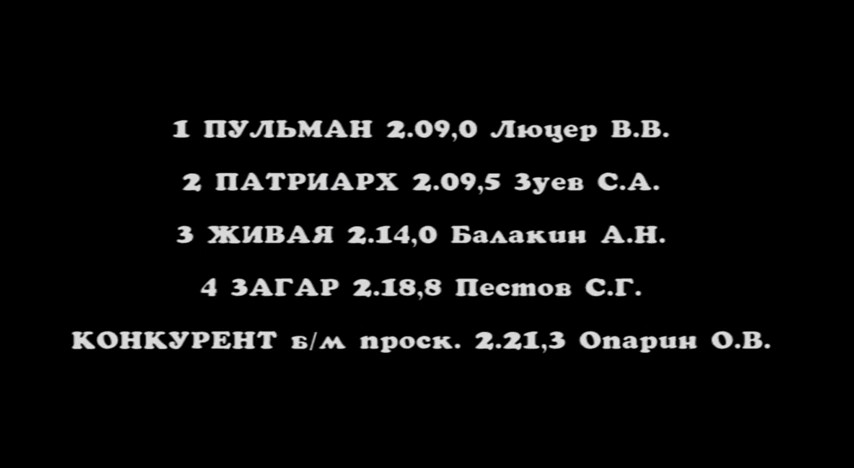 1 ПУЛЬМАН 2.09,0 Люцер В.В.
2 ПАТРИАРХ 2.09,5 Зуев С.А.
3 ЖИВАЯ 2.14,0 Балакин А.Н.
4 ЗАГАР 2.18,8 Пестов С.Г.
КОНКУРЕНТ б/м проск. 2.21,3 Опарин О.В.